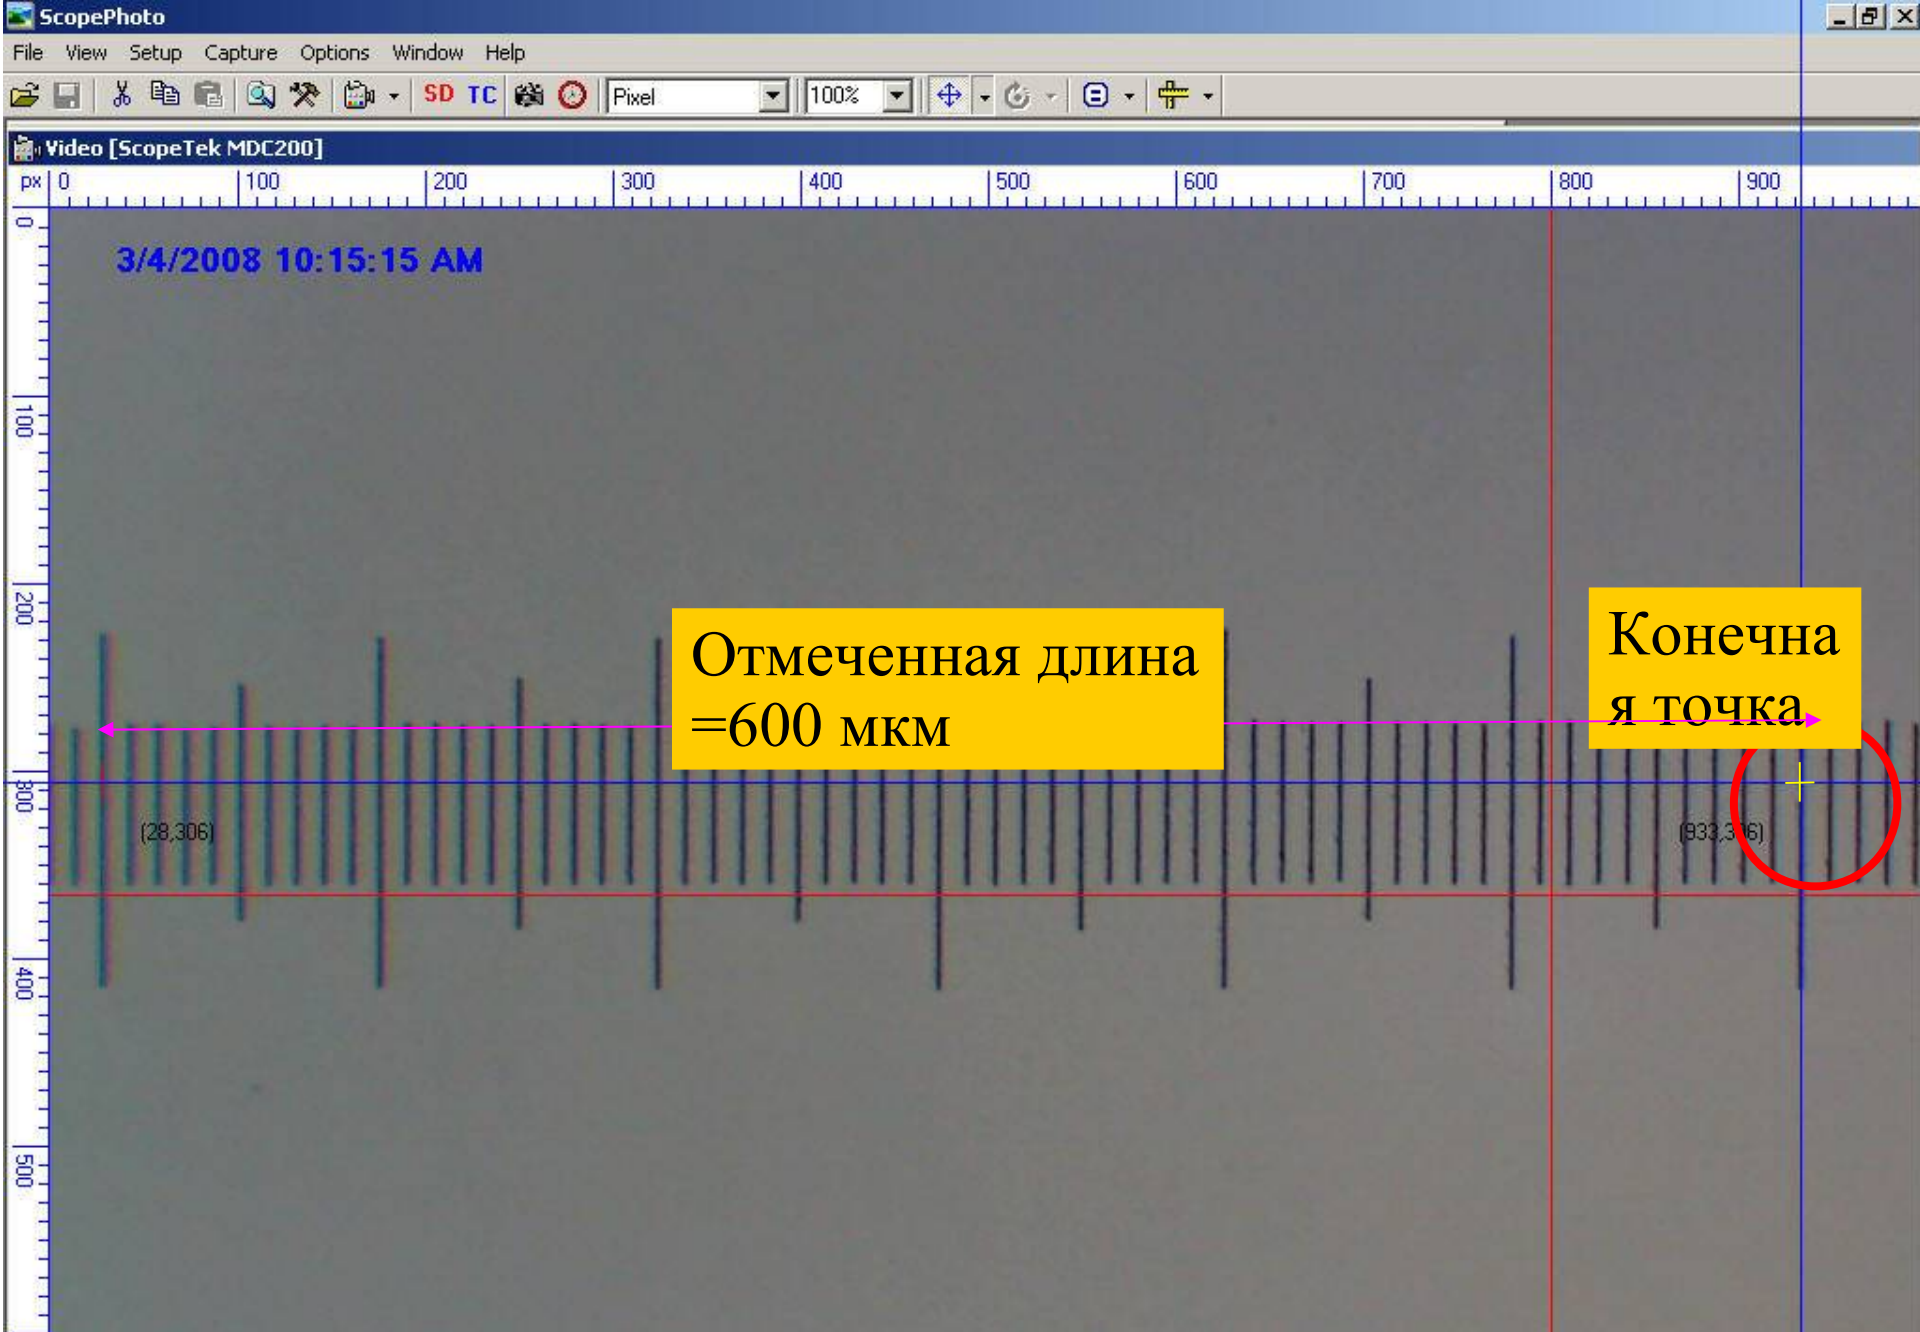 ScopePhoto
File View Setup Capture Options Window Help
SD TC Pixel 100%
Video [ScopeTek MDC200]
px 0 100 200 300 400 500 600 700 800 900
0
100
200
300
400
500
3/4/2008 10:15:15 AM
Отмеченная длина
=600 мкм
Конечна
я точка
(28,306)
(933,306)